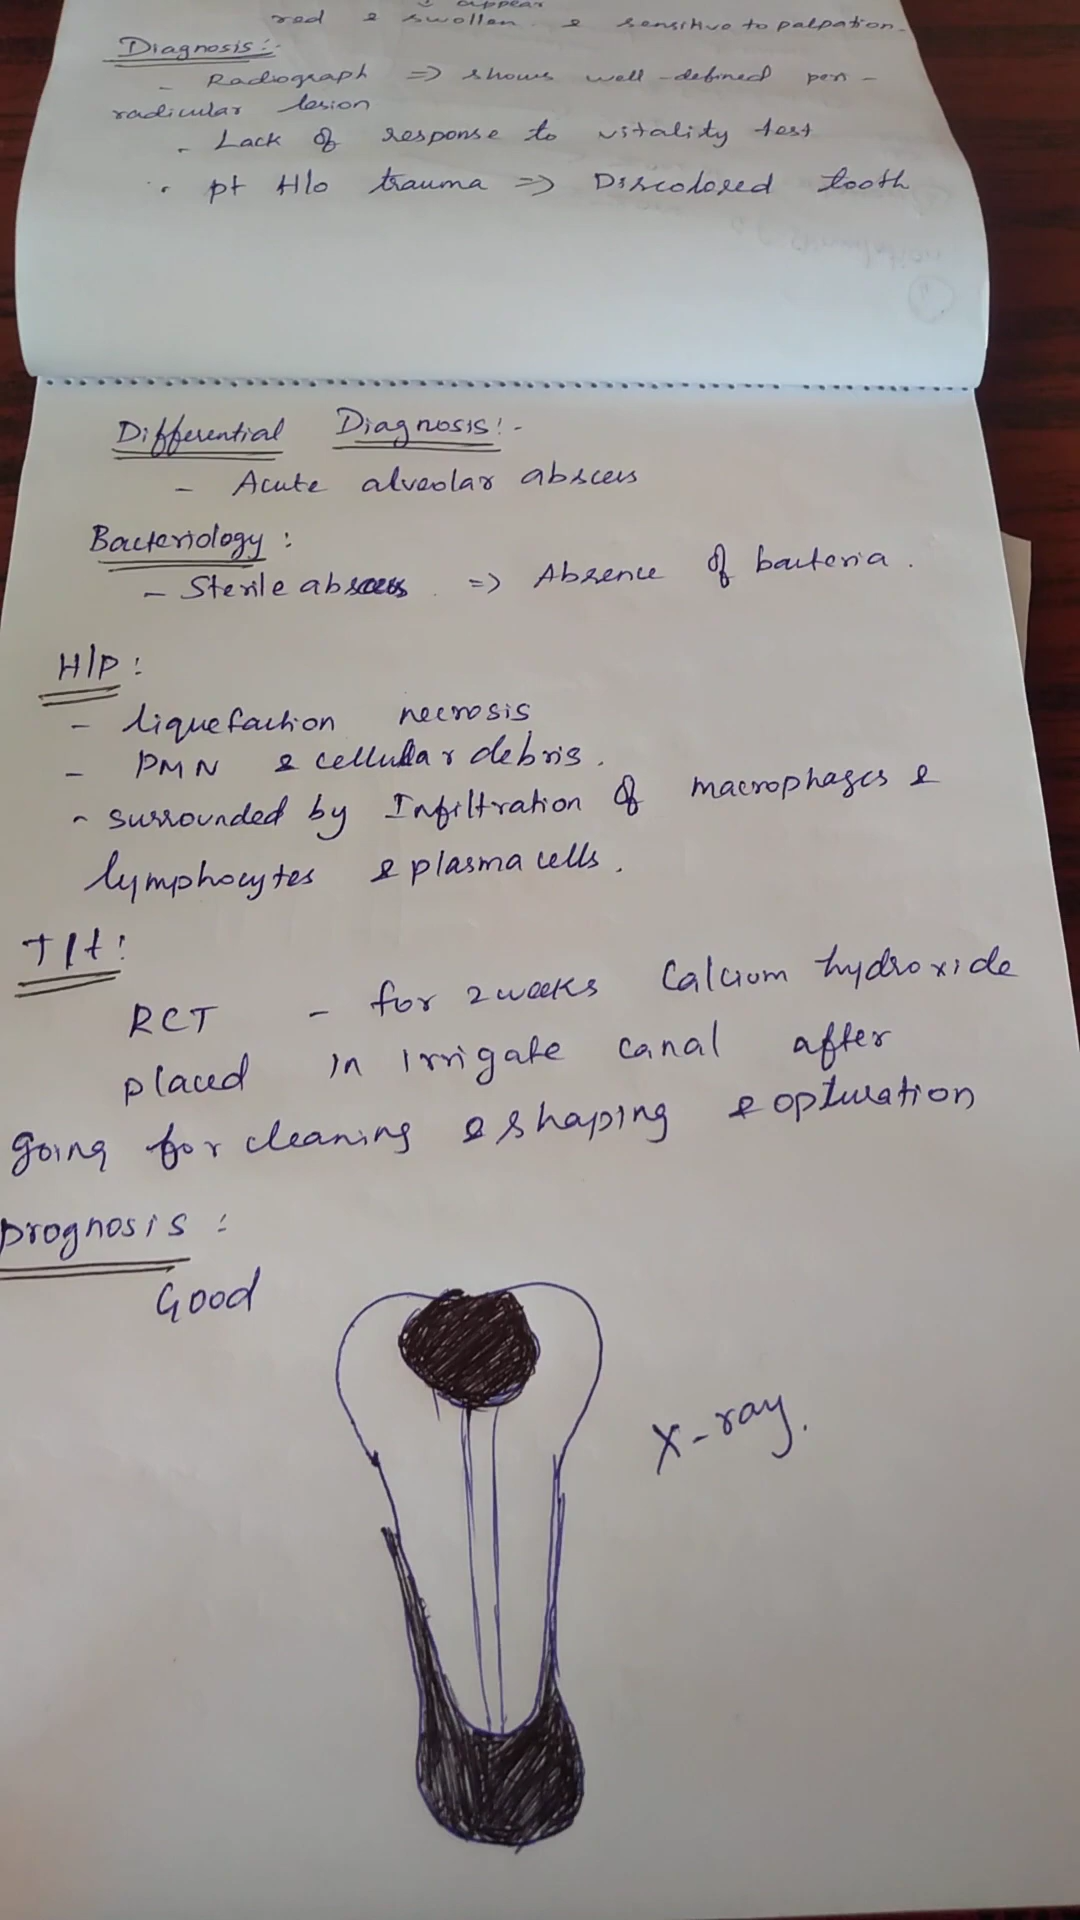 appear
red & swollen. & sensitive to palpation.
Diagnosis:-
- Radiograph => shows well-defined peri-
radicular lesion
- Lack of response to vitality test
- pt H/o trauma => Discolored tooth
Differential Diagnosis:-
- Acute alveolar abscess
Bacteriology:
- Sterile abscess => Absence of bacteria.
H/P:
- liquefaction necrosis
- PMN & cellular debris.
- surrounded by Infiltration of macrophages &
lymphocytes & plasma cells.
T/t:
RCT - for 2 weeks Calcium hydroxide
placed in Irrigate canal after
going for cleaning & shaping & opturation
prognosis:
Good
X-ray.